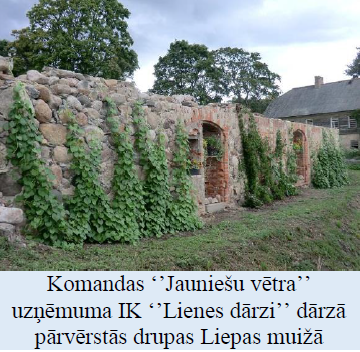 Komandas ‘’Jauniešu vētra’’
uzņēmuma IK ‘’Lienes dārzi’’ dārzā
pārvērstās drupas Liepas muižā